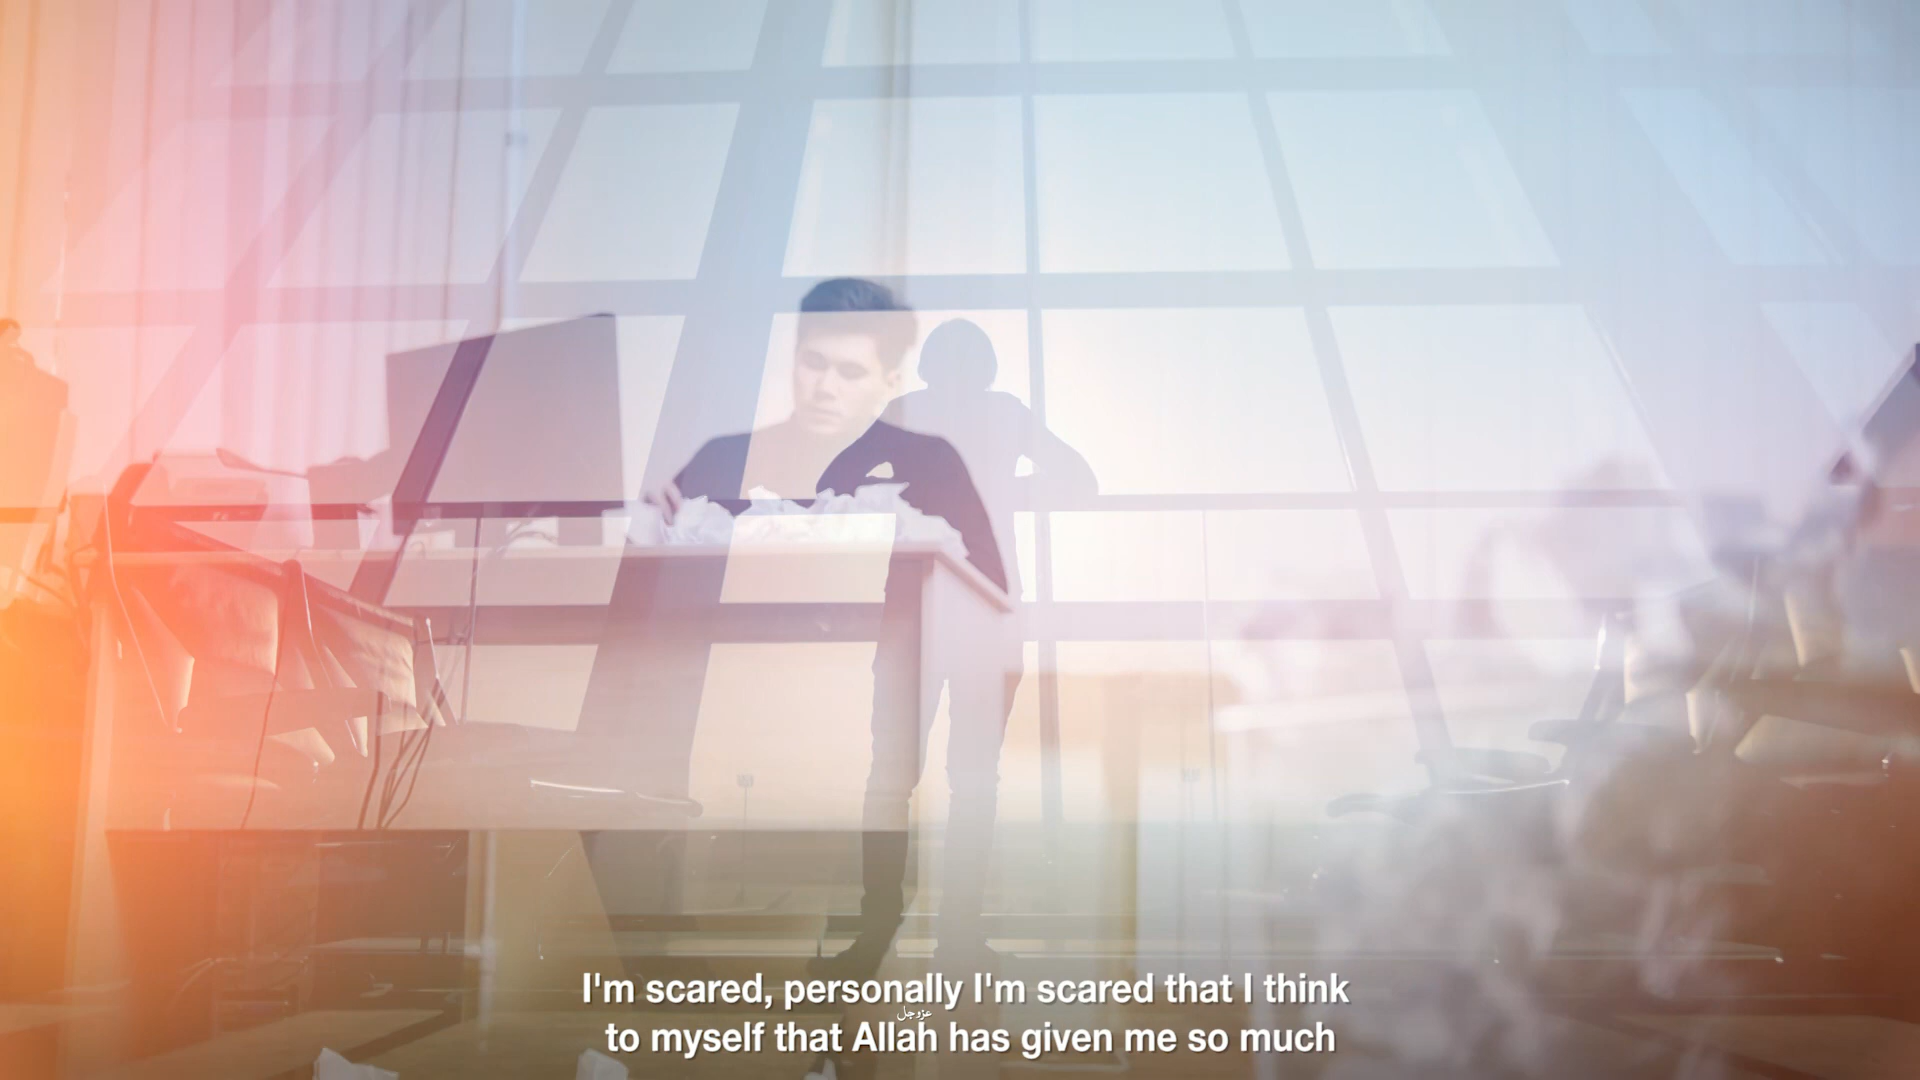 I'm scared, personally I'm scared that I think
عزوجل
to myself that Allah has given me so much